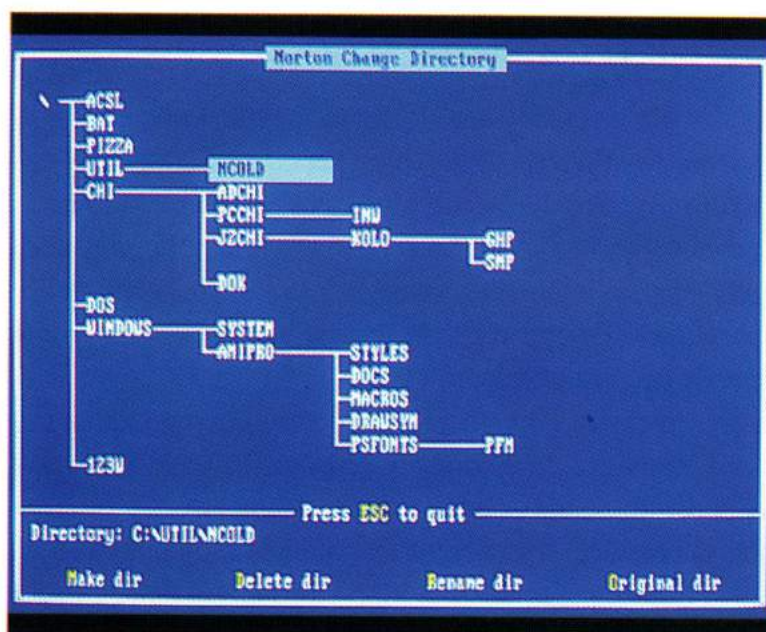 Norton Change Directory
\ ACSL
BAT
PIZZA
UTIL NCOLD
CHI ADCHI
PCCHI INW
JZCHI KOLO GHP
SMP
DOK
DOS
WINDOWS SYSTEM
AMIPRO STYLES
DOCS
MACROS
DRAWSYM
PSFONTS PFM
123W
Press ESC to quit
Directory: C:\UTIL\NCOLD
Make dir Delete dir Rename dir Original dir